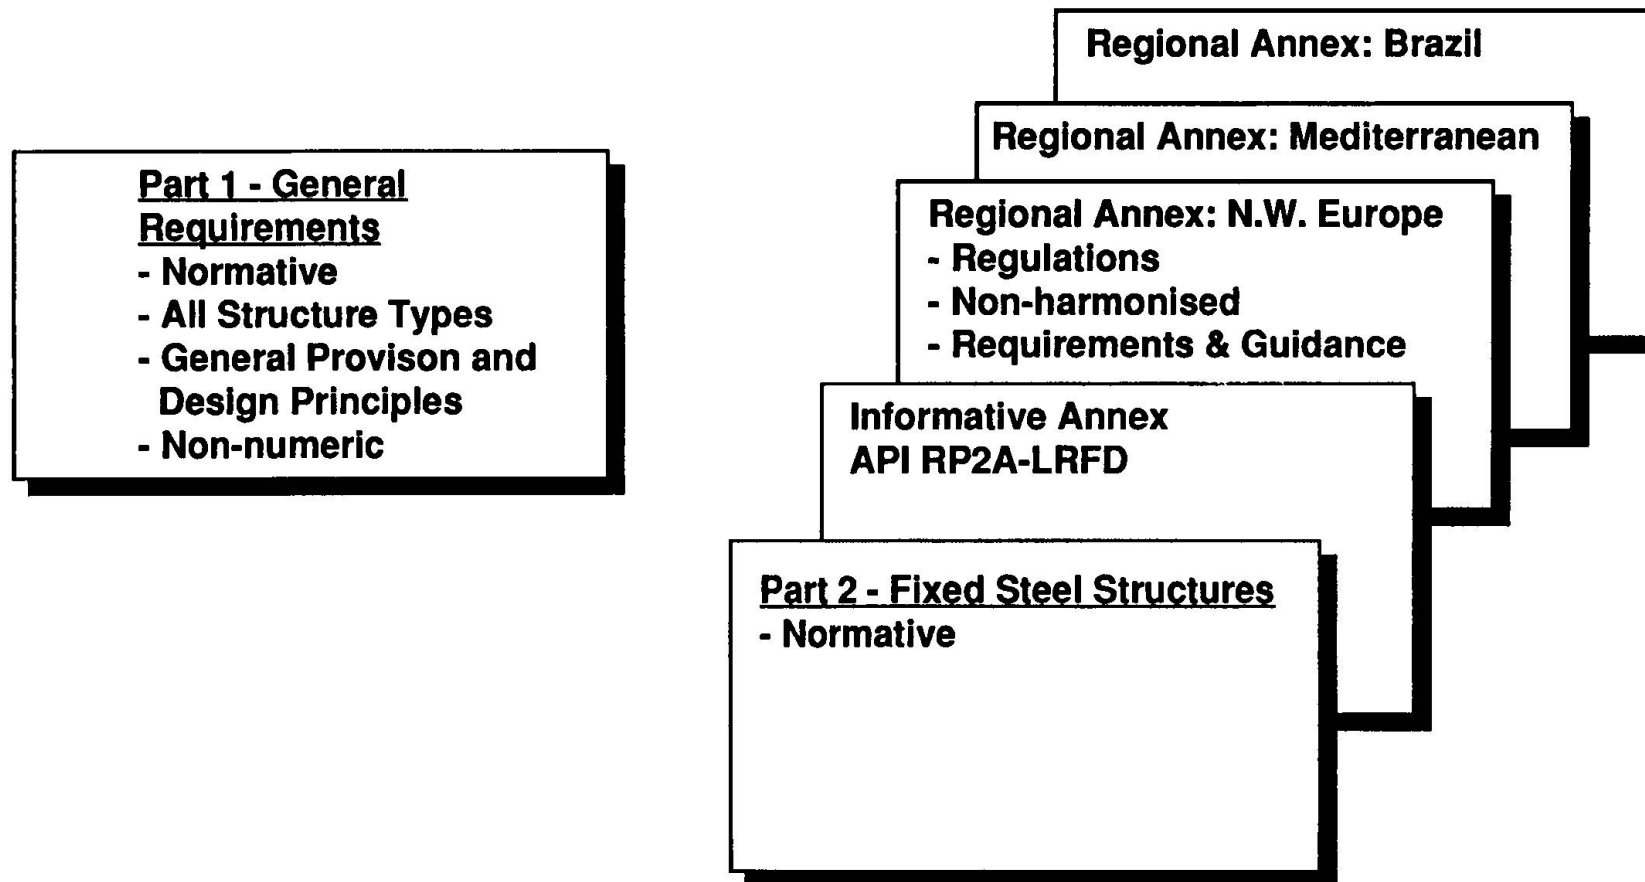 Part 1 - General
Requirements
- Normative
- All Structure Types
- General Provison and
Design Principles
- Non-numeric
Regional Annex: Brazil
Regional Annex: Mediterranean
Regional Annex: N.W. Europe
- Regulations
- Non-harmonised
- Requirements & Guidance
Informative Annex
API RP2A-LRFD
Part 2 - Fixed Steel Structures
- Normative